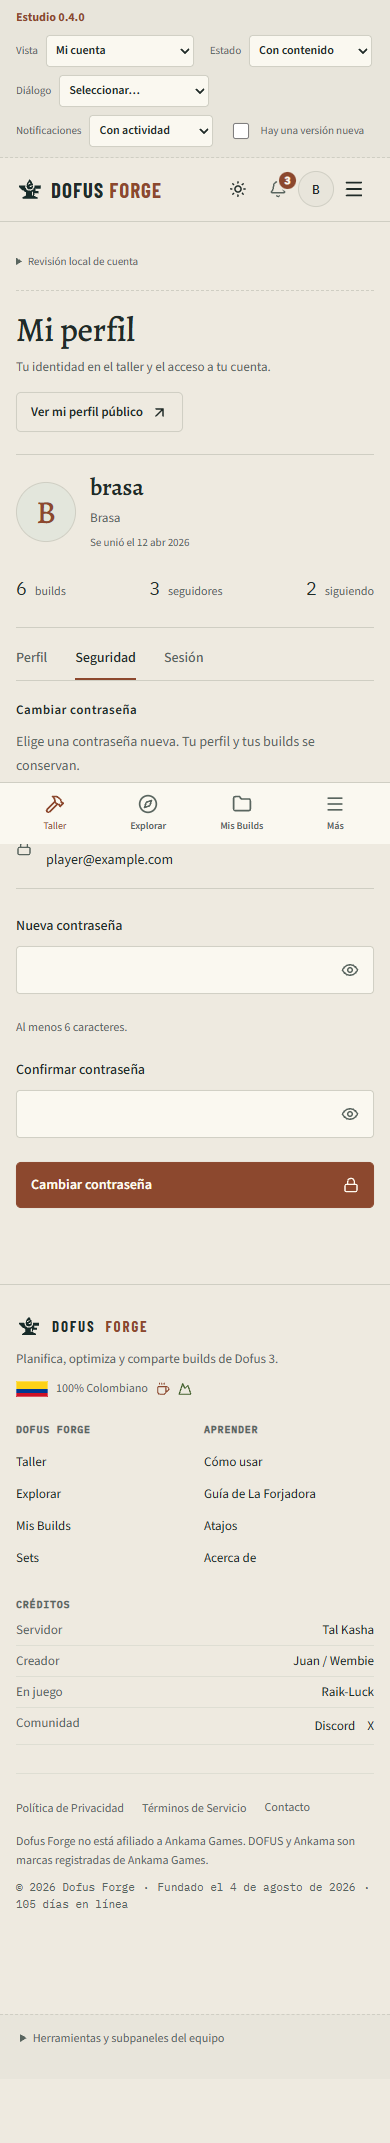 Estudio 0.4.0
Vista Mi cuenta Estado Con contenido
Diálogo Seleccionar...
Notificaciones Con actividad Hay una versión nueva
DOFUS FORGE 3 B
Revisión local de cuenta
Mi perfil
Tu identidad en el taller y el acceso a tu cuenta.
Ver mi perfil público
B
brasa
Brasa
Se unió el 12 abr 2026
6 builds 3 seguidores 2 siguiendo
Perfil Seguridad Sesión
Cambiar contraseña
Elige una contraseña nueva. Tu perfil y tus builds se
conservan.
Taller Explorar Mis Builds Más
player@example.com
Nueva contraseña
Al menos 6 caracteres.
Confirmar contraseña
Cambiar contraseña
DOFUS FORGE
Planifica, optimiza y comparte builds de Dofus 3.
100% Colombiano
DOFUS FORGE APRENDER
Taller Cómo usar
Explorar Guía de La Forjadora
Mis Builds Atajos
Sets Acerca de
CRÉDITOS
Servidor Tal Kasha
Creador Juan / Wembie
En juego Raik-Luck
Comunidad Discord X
Política de Privacidad Términos de Servicio Contacto
Dofus Forge no está afiliado a Ankama Games. DOFUS y Ankama son
marcas registradas de Ankama Games.
© 2026 Dofus Forge · Fundado el 4 de agosto de 2026 ·
105 días en línea
Herramientas y subpaneles del equipo